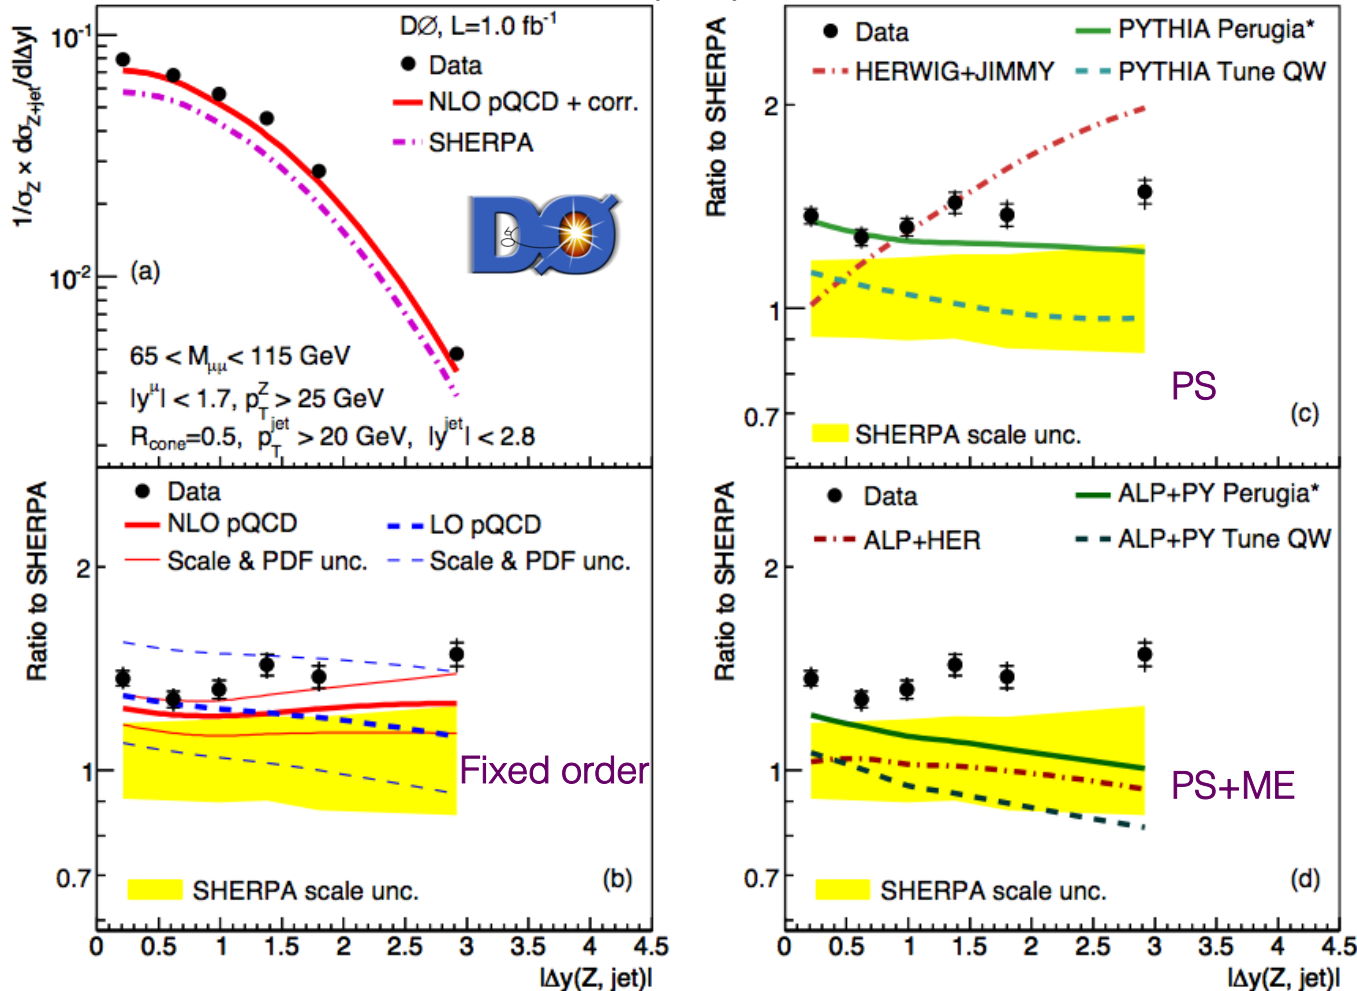 1/σ_Z × dσ_Z+jet/d|Δy|
10⁻¹
10⁻²
DØ, L=1.0 fb⁻¹
Data
NLO pQCD + corr.
SHERPA
DØ
(a)
65 < M_μμ < 115 GeV
|y^μ| < 1.7, p_T^Z > 25 GeV
R_cone=0.5, p_T^jet > 20 GeV, |y^jet| < 2.8
Ratio to SHERPA
2
1
0.7
Data
HERWIG+JIMMY
PYTHIA Perugia*
PYTHIA Tune QW
PS
(c)
SHERPA scale unc.
Ratio to SHERPA
2
1
0.7
Data
NLO pQCD
LO pQCD
Scale & PDF unc.
Scale & PDF unc.
Fixed order
SHERPA scale unc.
(b)
0 0.5 1 1.5 2 2.5 3 3.5 4 4.5
|Δy(Z, jet)|
Ratio to SHERPA
2
1
0.7
Data
ALP+HER
ALP+PY Perugia*
ALP+PY Tune QW
PS+ME
SHERPA scale unc.
(d)
0 0.5 1 1.5 2 2.5 3 3.5 4 4.5
|Δy(Z, jet)|